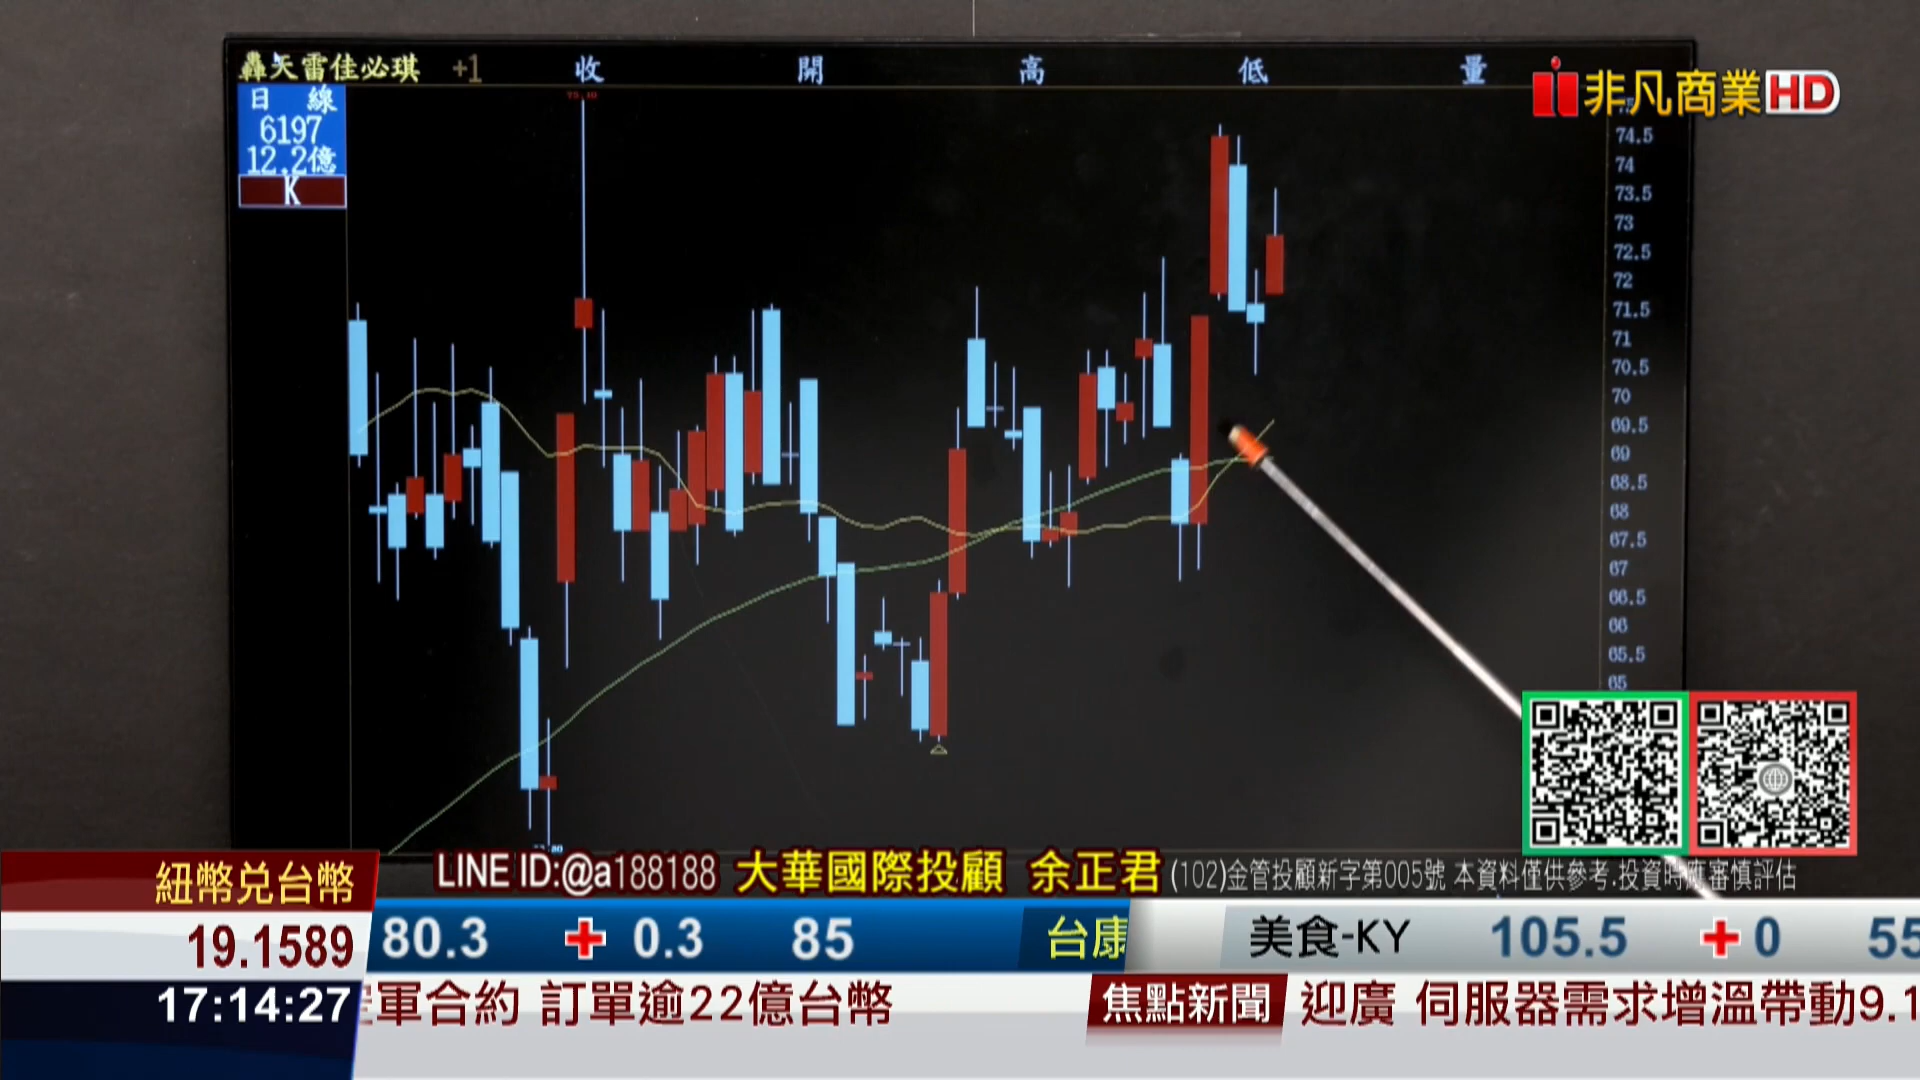 轟天雷佳必琪 +1 收 開 高 低 量
非凡商業HD
日 線
6197
12.2億
K
74.5
74
73.5
73
72.5
72
71.5
71
70.5
70
69.5
69
68.5
68
67.5
67
66.5
66
65.5
65
LINE ID:@a188188 大華國際投顧 余正君 (102)金管投顧新字第005號 本資料僅供參考.投資時應審慎評估
紐幣兌台幣
19.1589
80.3 + 0.3 85 台康
美食-KY 105.5 + 0 55
17:14:27
軍合約 訂單逾22億台幣
焦點新聞 迎廣 伺服器需求增溫帶動9.1